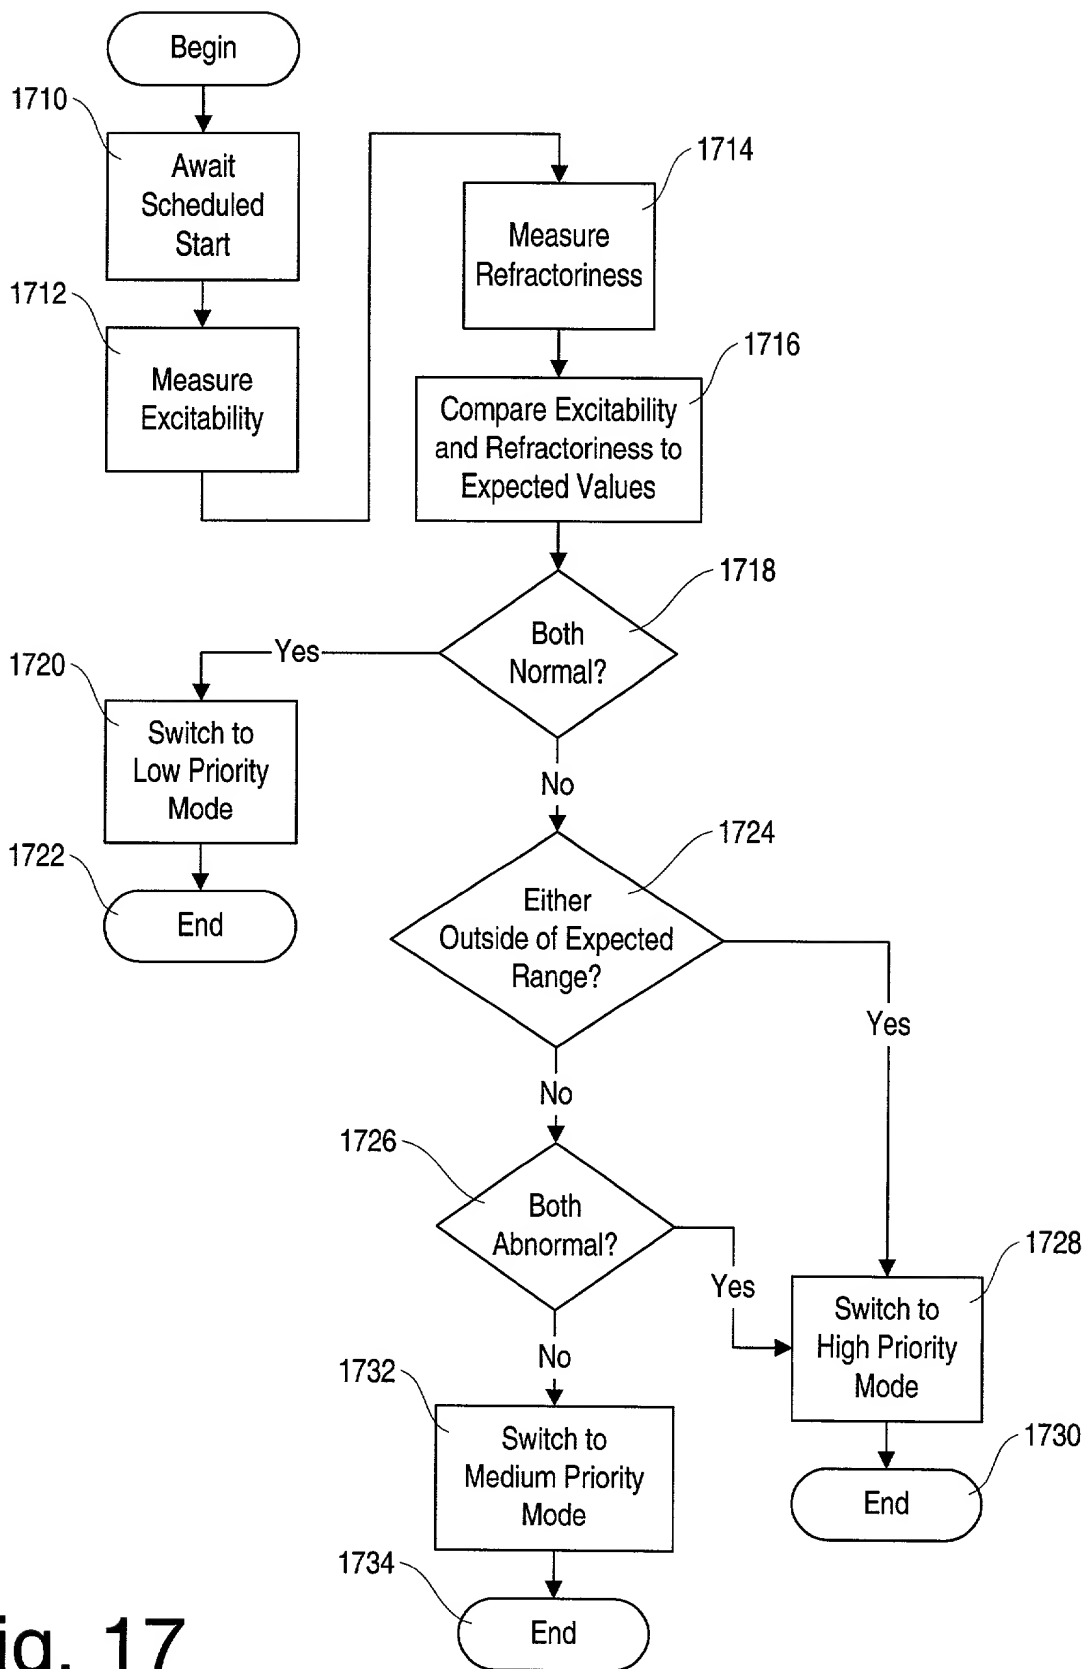 Begin
1710
Await
Scheduled
Start
1712
Measure
Excitability
1714
Measure
Refractoriness
1716
Compare Excitability
and Refractoriness to
Expected Values
1718
Both
Normal?
Yes
1720
Switch to
Low Priority
Mode
1722
End
No
1724
Either
Outside of Expected
Range?
Yes
No
1726
Both
Abnormal?
Yes
1728
Switch to
High Priority
Mode
1730
End
No
1732
Switch to
Medium Priority
Mode
1734
End
ig. 17